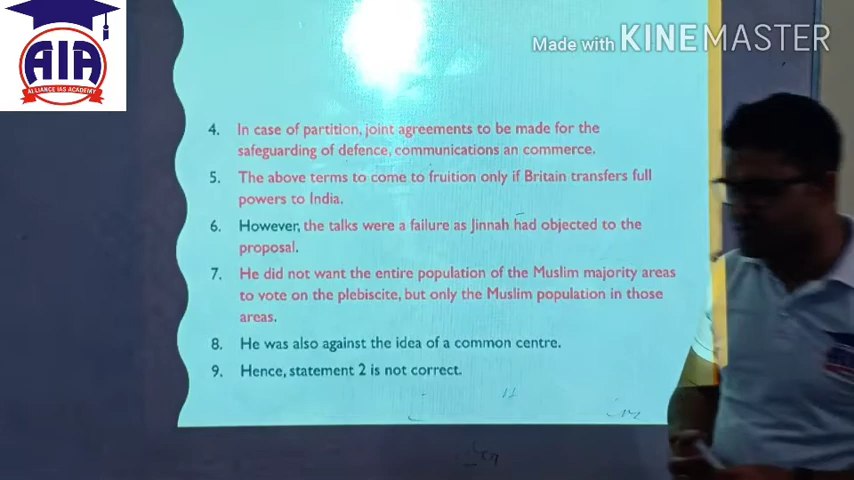 AIA
ALLIANCE IAS ACADEMY
Made with KINEMASTER
4. In case of partition, joint agreements to be made for the
safeguarding of defence, communications an commerce.
5. The above terms to come to fruition only if Britain transfers full
powers to India.
6. However, the talks were a failure as Jinnah had objected to the
proposal.
7. He did not want the entire population of the Muslim majority areas
to vote on the plebiscite, but only the Muslim population in those
areas.
8. He was also against the idea of a common centre.
9. Hence, statement 2 is not correct.